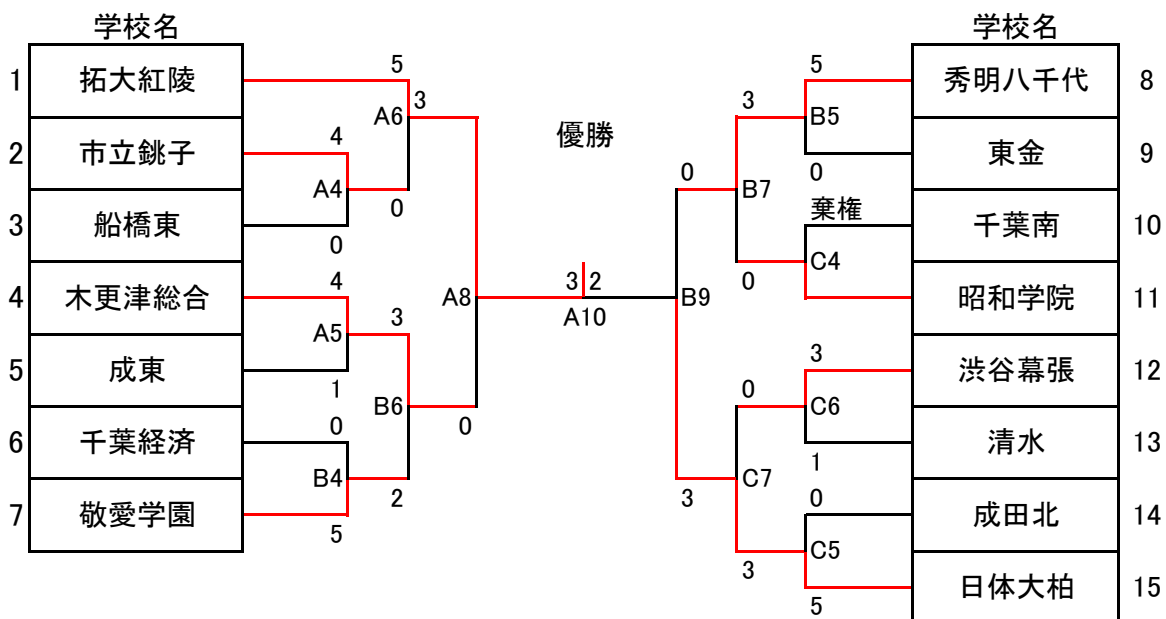 学校名
1 拓大紅陵
2 市立銚子
3 船橋東
4 木更津総合
5 成東
6 千葉経済
7 敬愛学園
5
A6 3
4
A4
0
0
4
A5
1
3
B6
0
B4
5
2
A8
0
優勝
3 2
A10
0
B9
3
3
B7
0
0
C7
3
5
B5
0
棄権
C4
3
C6
1
0
C5
5
学校名
秀明八千代 8
東金 9
千葉南 10
昭和学院 11
渋谷幕張 12
清水 13
成田北 14
日体大柏 15